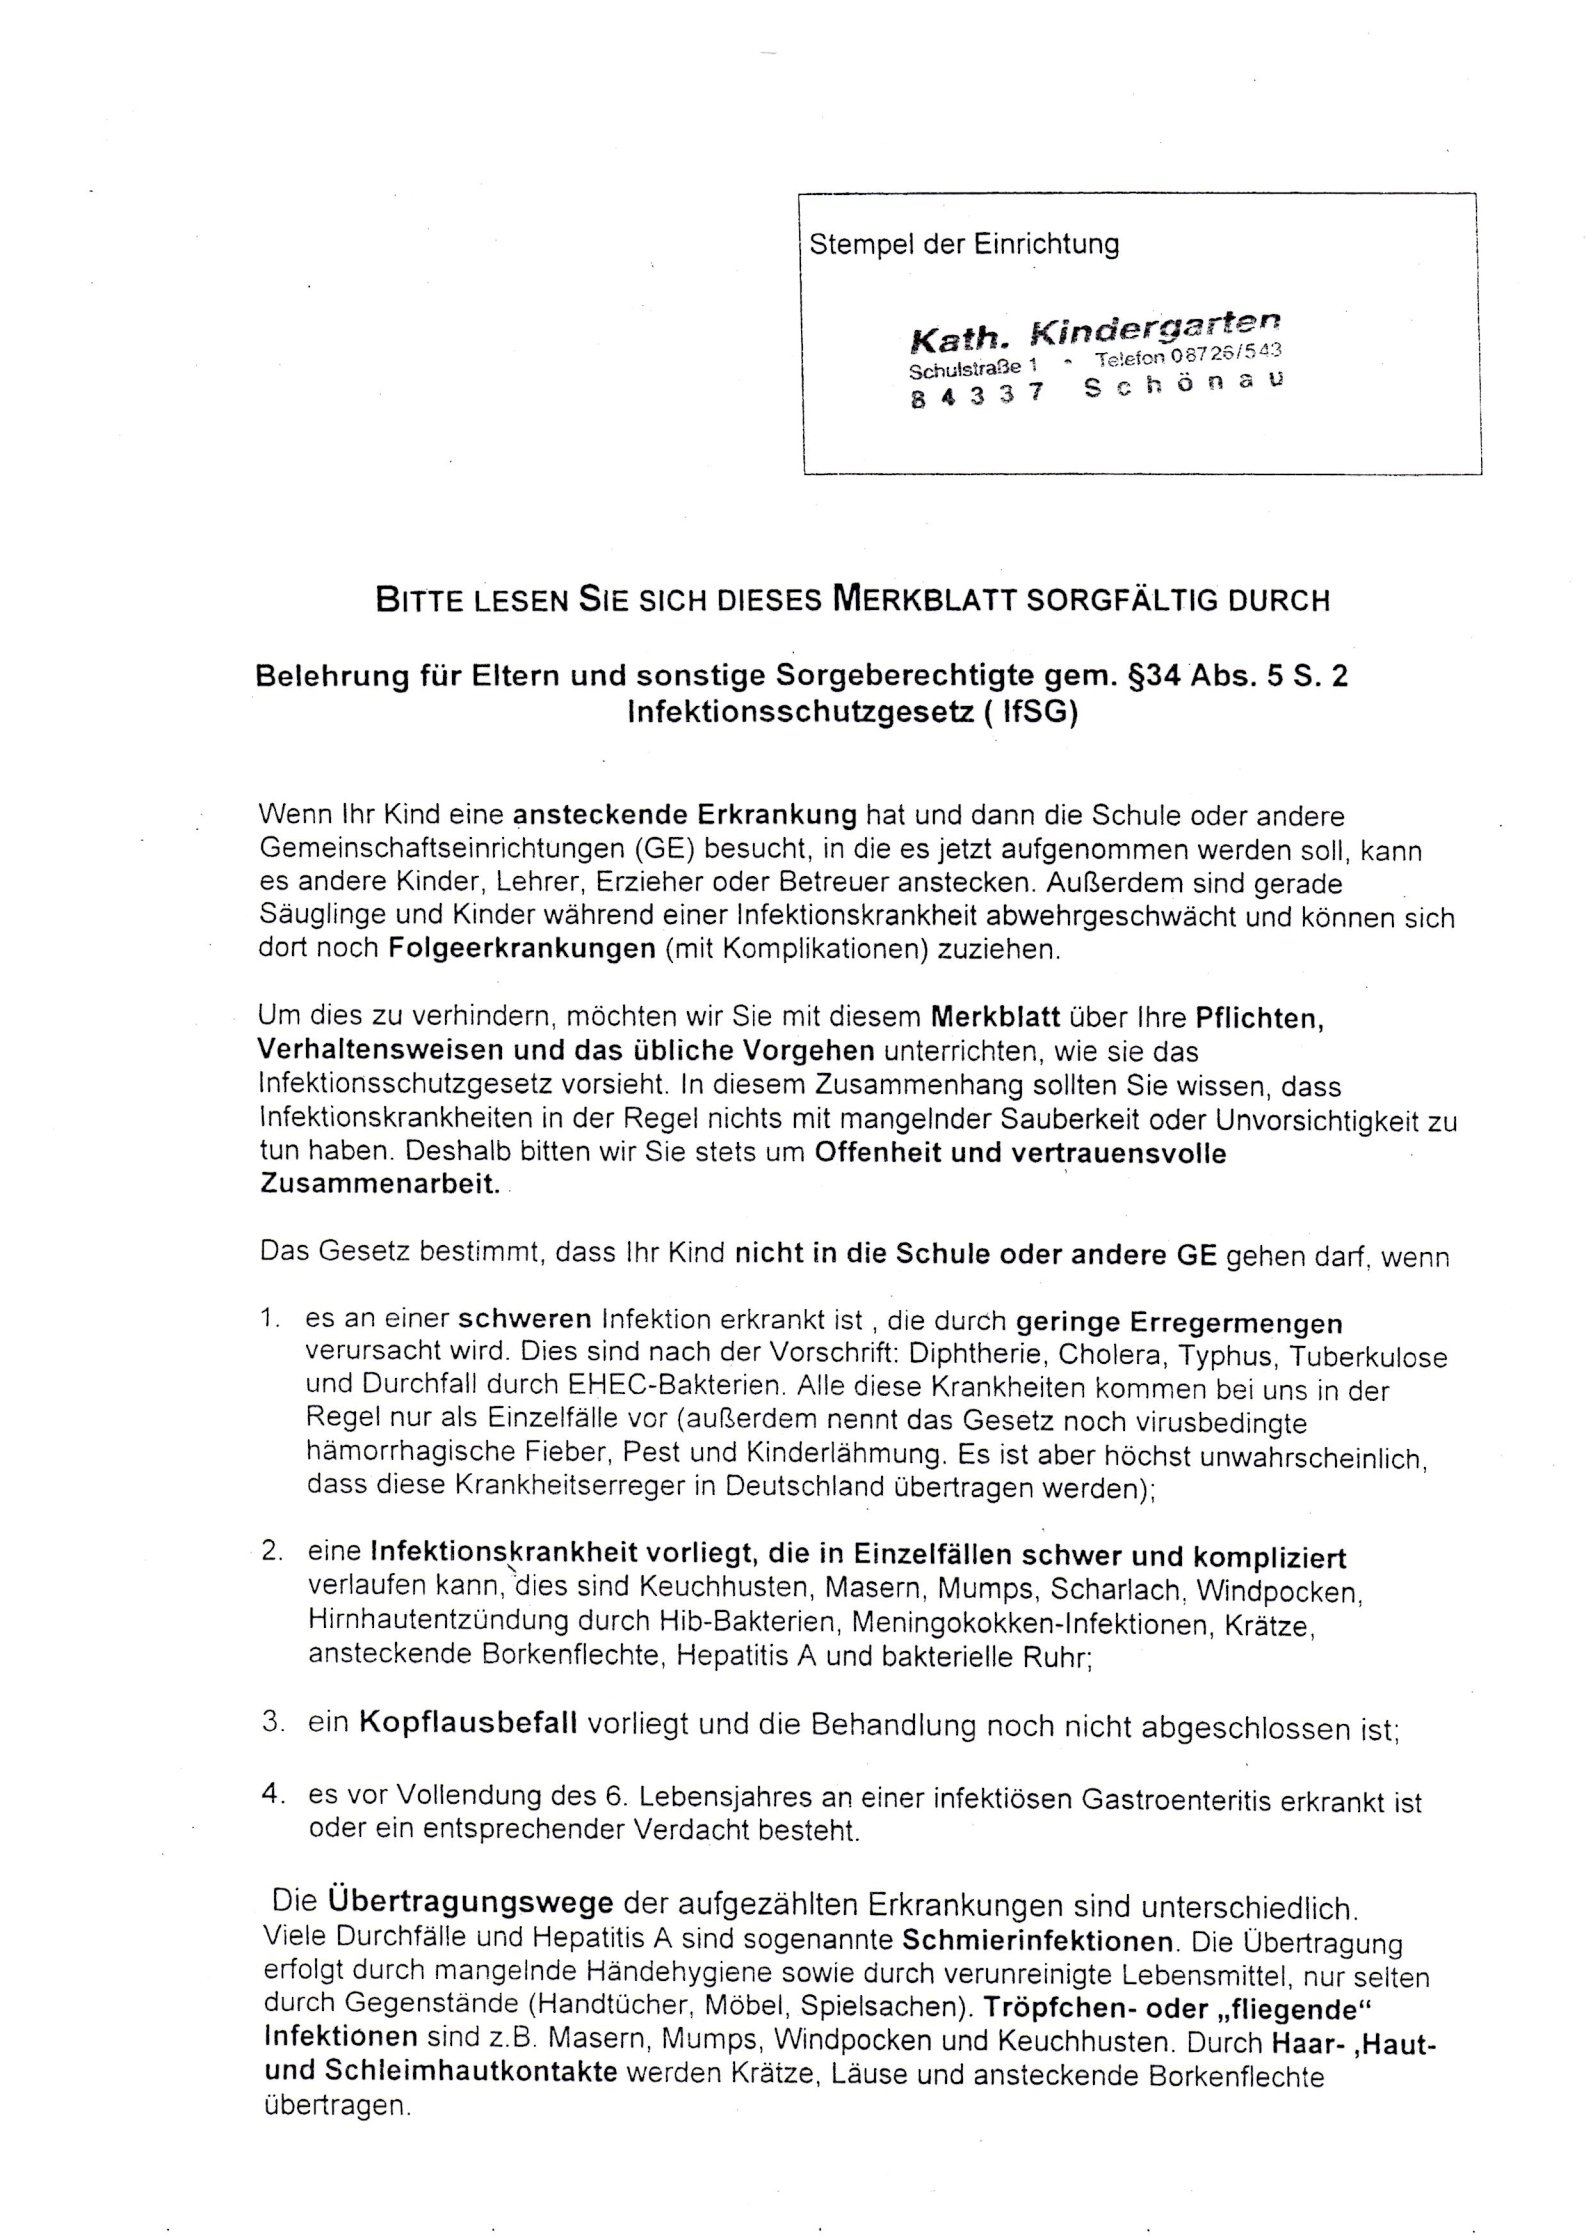 Stempel der Einrichtung
Kath. Kindergarten
Schulstraße 1 - Telefon 08726/543
84337 Schönau
BITTE LESEN SIE SICH DIESES MERKBLATT SORGFÄLTIG DURCH
Belehrung für Eltern und sonstige Sorgeberechtigte gem. §34 Abs. 5 S. 2
Infektionsschutzgesetz ( IfSG)
Wenn Ihr Kind eine ansteckende Erkrankung hat und dann die Schule oder andere
Gemeinschaftseinrichtungen (GE) besucht, in die es jetzt aufgenommen werden soll, kann
es andere Kinder, Lehrer, Erzieher oder Betreuer anstecken. Außerdem sind gerade
Säuglinge und Kinder während einer Infektionskrankheit abwehrgeschwächt und können sich
dort noch Folgeerkrankungen (mit Komplikationen) zuziehen.
Um dies zu verhindern, möchten wir Sie mit diesem Merkblatt über Ihre Pflichten,
Verhaltensweisen und das übliche Vorgehen unterrichten, wie sie das
Infektionsschutzgesetz vorsieht. In diesem Zusammenhang sollten Sie wissen, dass
Infektionskrankheiten in der Regel nichts mit mangelnder Sauberkeit oder Unvorsichtigkeit zu
tun haben. Deshalb bitten wir Sie stets um Offenheit und vertrauensvolle
Zusammenarbeit.
Das Gesetz bestimmt, dass Ihr Kind nicht in die Schule oder andere GE gehen darf, wenn
1. es an einer schweren Infektion erkrankt ist , die durch geringe Erregermengen
verursacht wird. Dies sind nach der Vorschrift: Diphtherie, Cholera, Typhus, Tuberkulose
und Durchfall durch EHEC-Bakterien. Alle diese Krankheiten kommen bei uns in der
Regel nur als Einzelfälle vor (außerdem nennt das Gesetz noch virusbedingte
hämorrhagische Fieber, Pest und Kinderlähmung. Es ist aber höchst unwahrscheinlich,
dass diese Krankheitserreger in Deutschland übertragen werden);
2. eine Infektionskrankheit vorliegt, die in Einzelfällen schwer und kompliziert
verlaufen kann, dies sind Keuchhusten, Masern, Mumps, Scharlach, Windpocken,
Hirnhautentzündung durch Hib-Bakterien, Meningokokken-Infektionen, Krätze,
ansteckende Borkenflechte, Hepatitis A und bakterielle Ruhr;
3. ein Kopflausbefall vorliegt und die Behandlung noch nicht abgeschlossen ist;
4. es vor Vollendung des 6. Lebensjahres an einer infektiösen Gastroenteritis erkrankt ist
oder ein entsprechender Verdacht besteht.
Die Übertragungswege der aufgezählten Erkrankungen sind unterschiedlich.
Viele Durchfälle und Hepatitis A sind sogenannte Schmierinfektionen. Die Übertragung
erfolgt durch mangelnde Händehygiene sowie durch verunreinigte Lebensmittel, nur selten
durch Gegenstände (Handtücher, Möbel, Spielsachen). Tröpfchen- oder „fliegende“
Infektionen sind z.B. Masern, Mumps, Windpocken und Keuchhusten. Durch Haar- ,Haut-
und Schleimhautkontakte werden Krätze, Läuse und ansteckende Borkenflechte
übertragen.